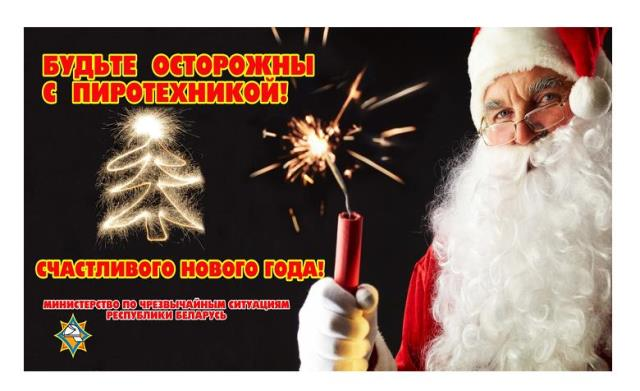 БУДЬТЕ ОСТОРОЖНЫ
С ПИРОТЕХНИКОЙ!
СЧАСТЛИВОГО НОВОГО ГОДА!
МИНИСТЕРСТВО ПО ЧРЕЗВЫЧАЙНЫМ СИТУАЦИЯМ
РЕСПУБЛИКИ БЕЛАРУСЬ